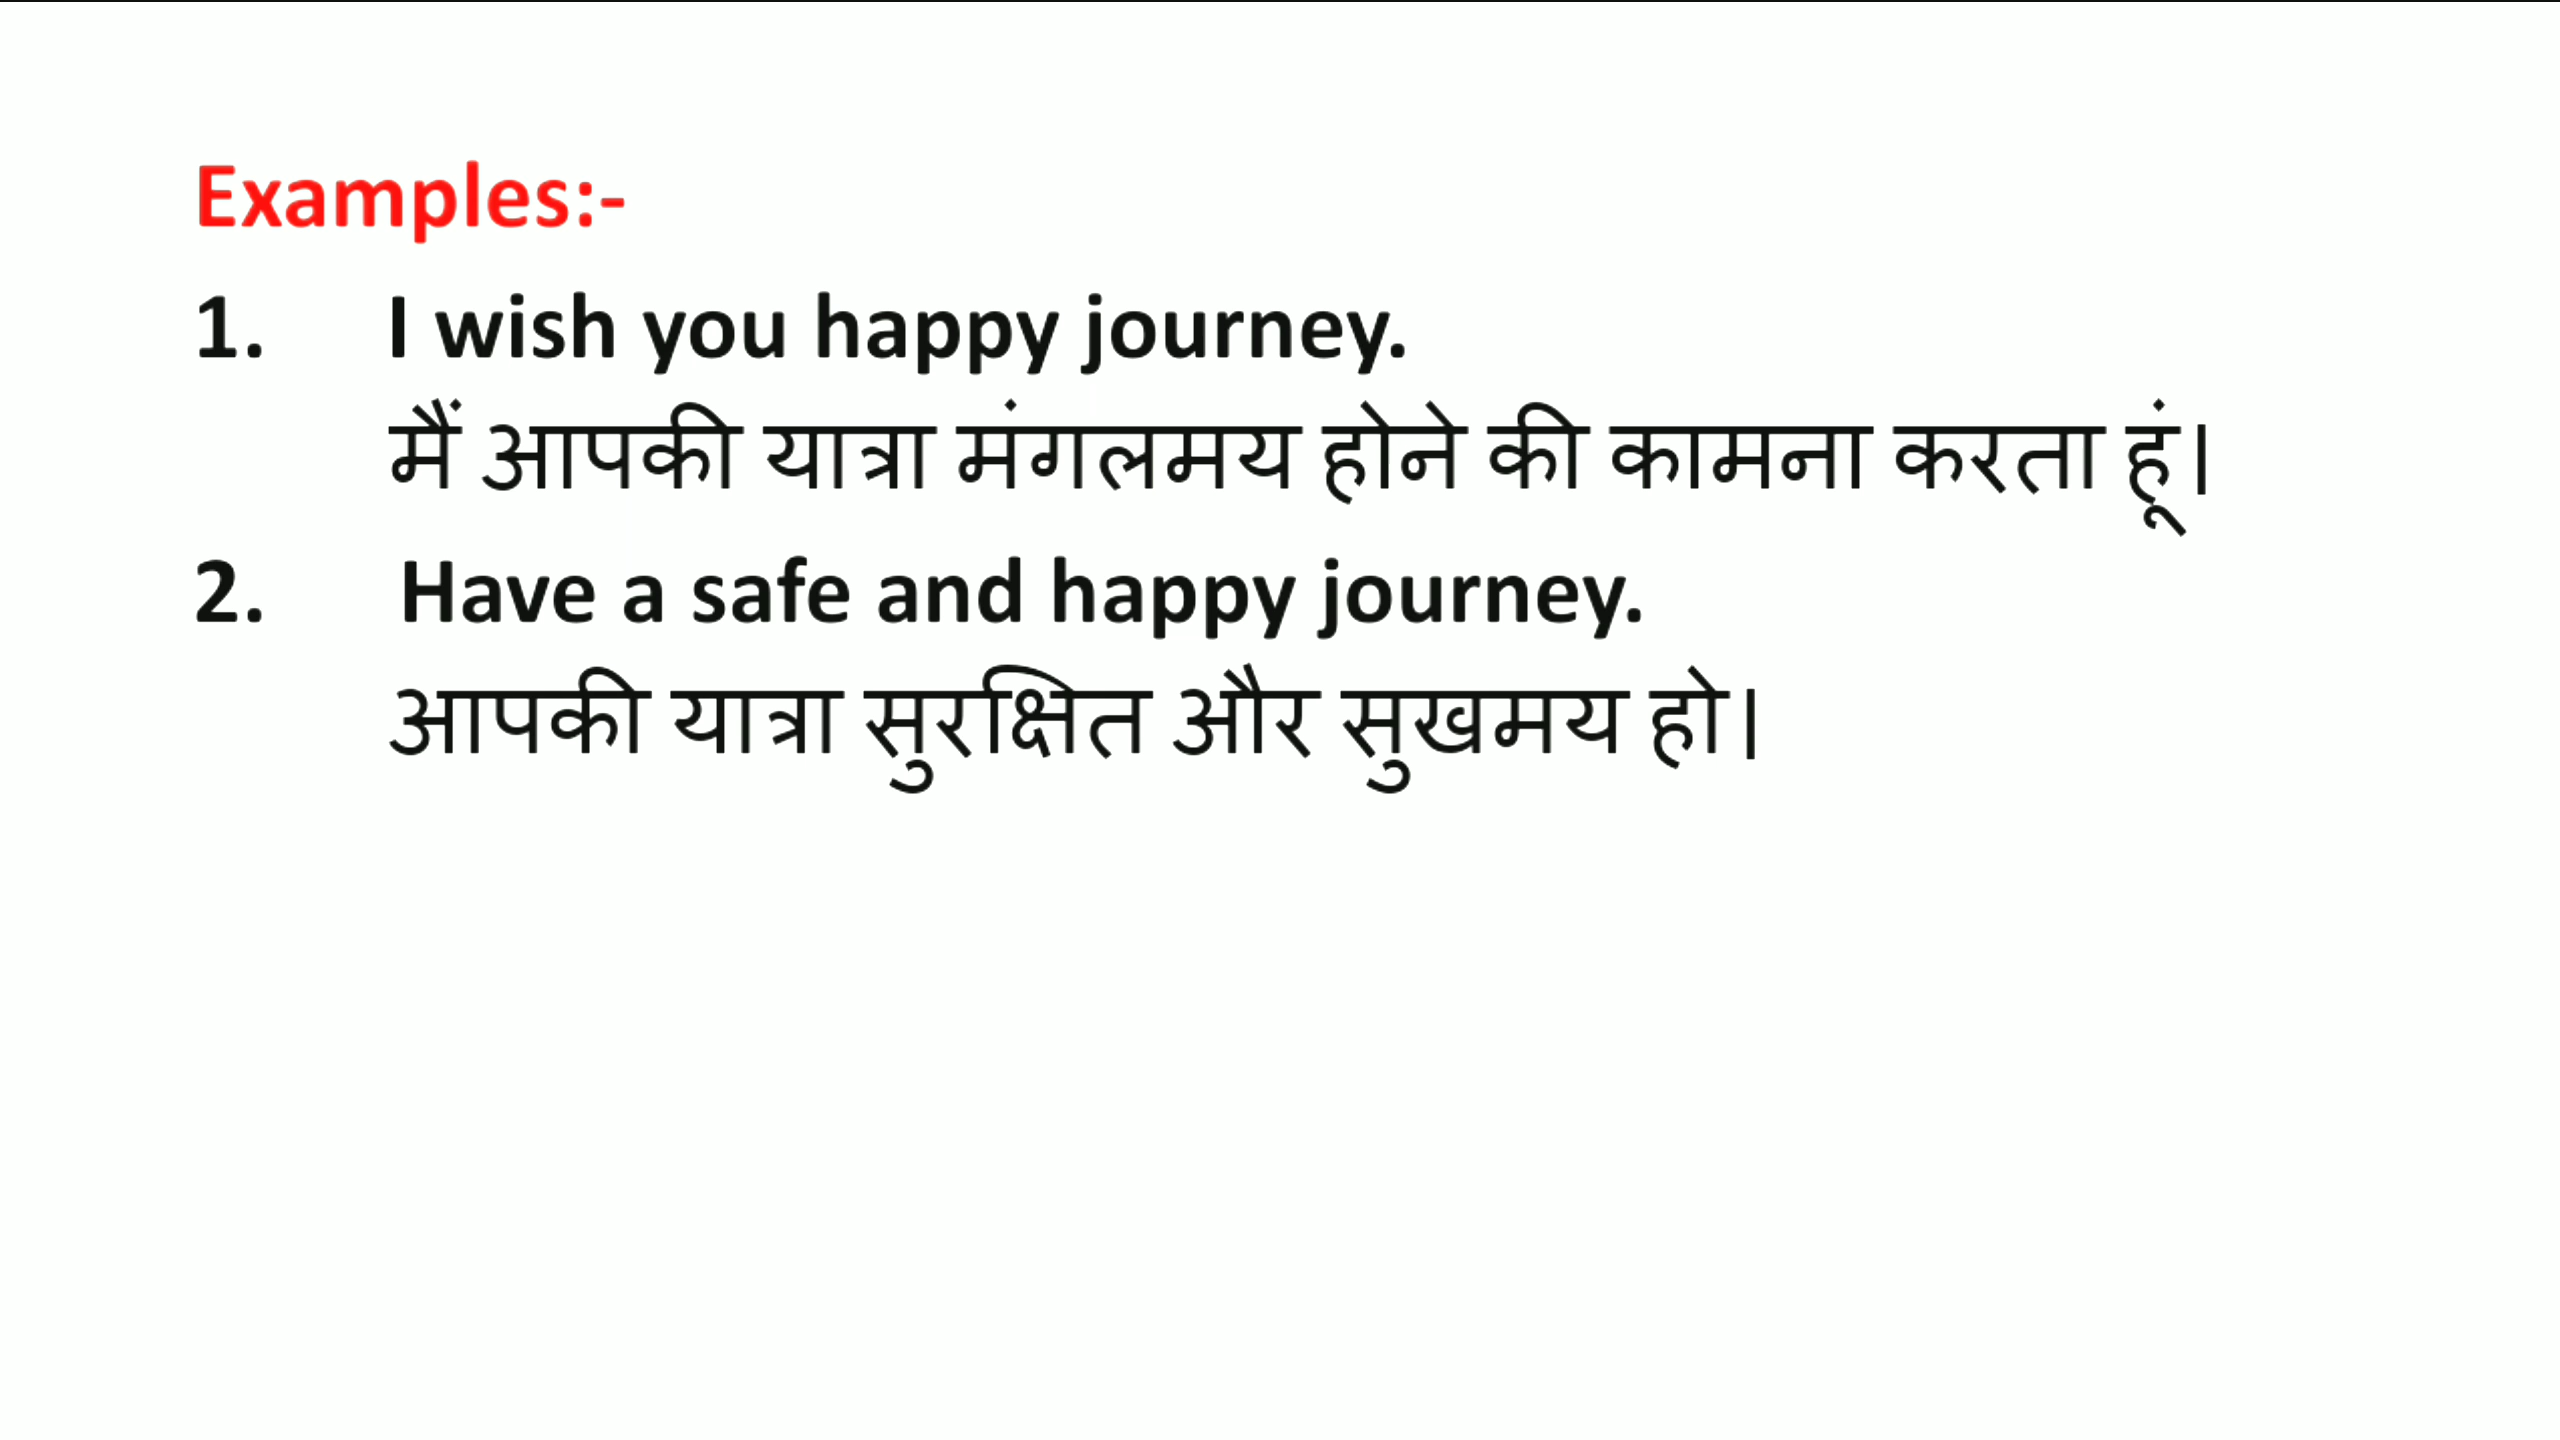 Examples:-
1. I wish you happy journey.
मैं आपकी यात्रा मंगलमय होने की कामना करता हूं।
2. Have a safe and happy journey.
आपकी यात्रा सुरक्षित और सुखमय हो।